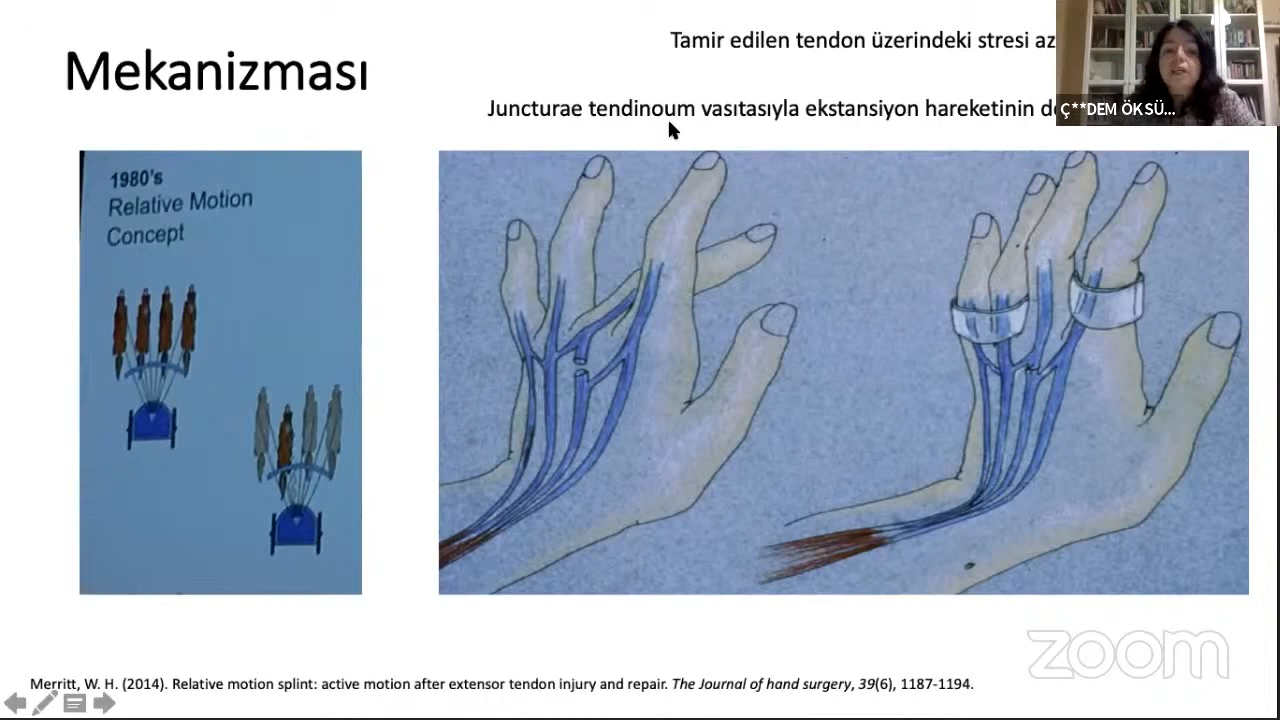 Mekanizması
Tamir edilen tendon üzerindeki stresi az
Juncturae tendinoum vasıtasıyla ekstansiyon hareketinin
Ç**DEM ÖKSÜ...
1980's
Relative Motion
Concept
zoom
Merritt, W. H. (2014). Relative motion splint: active motion after extensor tendon injury and repair. The Journal of hand surgery, 39(6), 1187-1194.